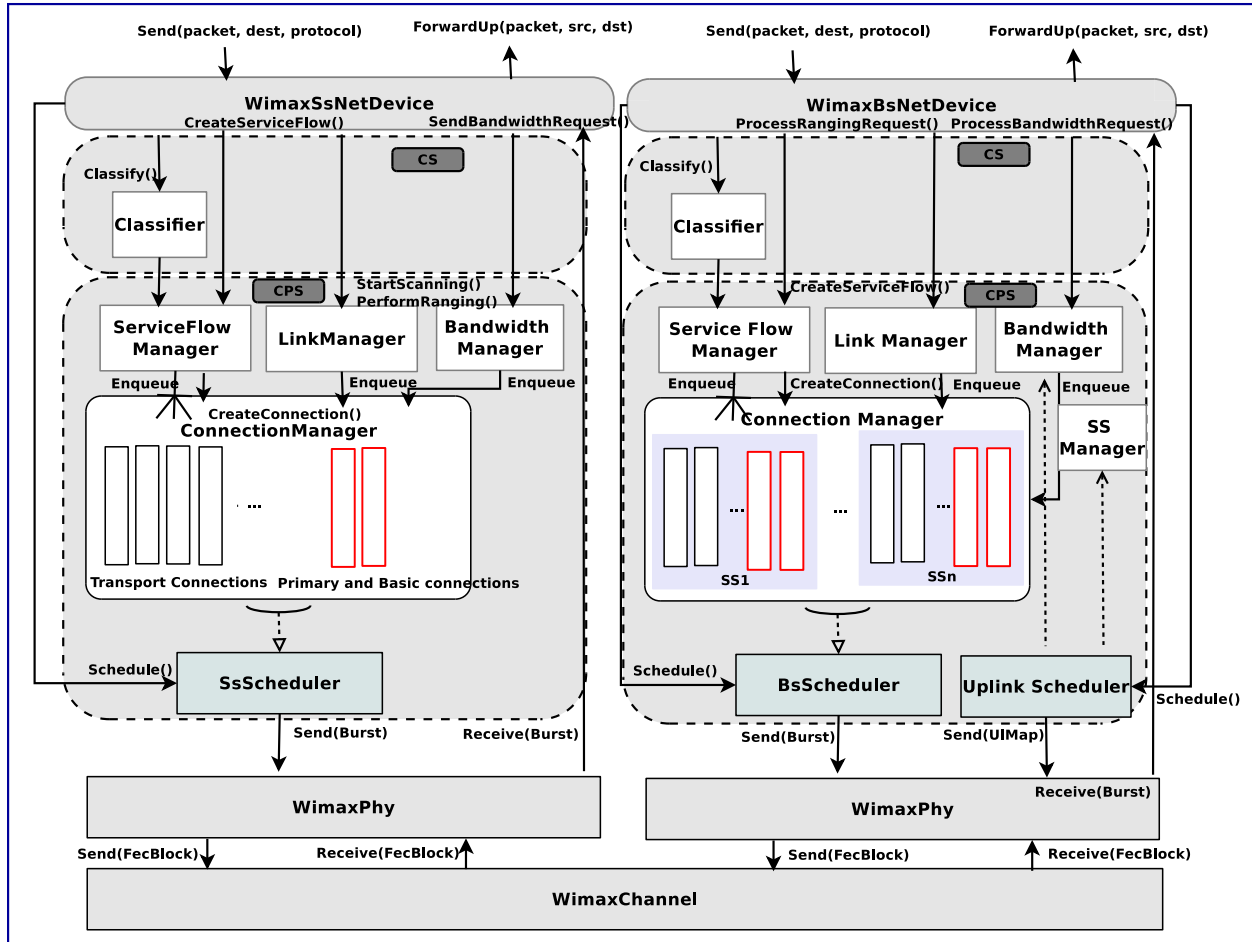 Send(packet, dest, protocol)
ForwardUp(packet, src, dst)
WimaxSsNetDevice
CreateServiceFlow()
SendBandwidthRequest()
CS
Classify()
Classifier
CPS
StartScanning()
PerformRanging()
ServiceFlow
Manager
LinkManager
Bandwidth
Manager
Enqueue
Enqueue
Enqueue
CreateConnection()
ConnectionManager
...
Transport Connections
Primary and Basic connections
Schedule()
SsScheduler
Send(Burst)
Receive(Burst)
WimaxPhy
Send(FecBlock)
Receive(FecBlock)
Send(packet, dest, protocol)
ForwardUp(packet, src, dst)
WimaxBsNetDevice
ProcessRangingRequest()
ProcessBandwidthRequest()
CS
Classify()
Classifier
CreateServiceFlow()
CPS
Service Flow
Manager
Link Manager
Bandwidth
Manager
Enqueue
CreateConnection()
Enqueue
Enqueue
Connection Manager
SS
Manager
...
...
...
SS1
SSn
Schedule()
BsScheduler
Uplink Scheduler
Schedule()
Send(Burst)
Send(UlMap)
WimaxPhy
Receive(Burst)
Send(FecBlock)
Receive(FecBlock)
WimaxChannel